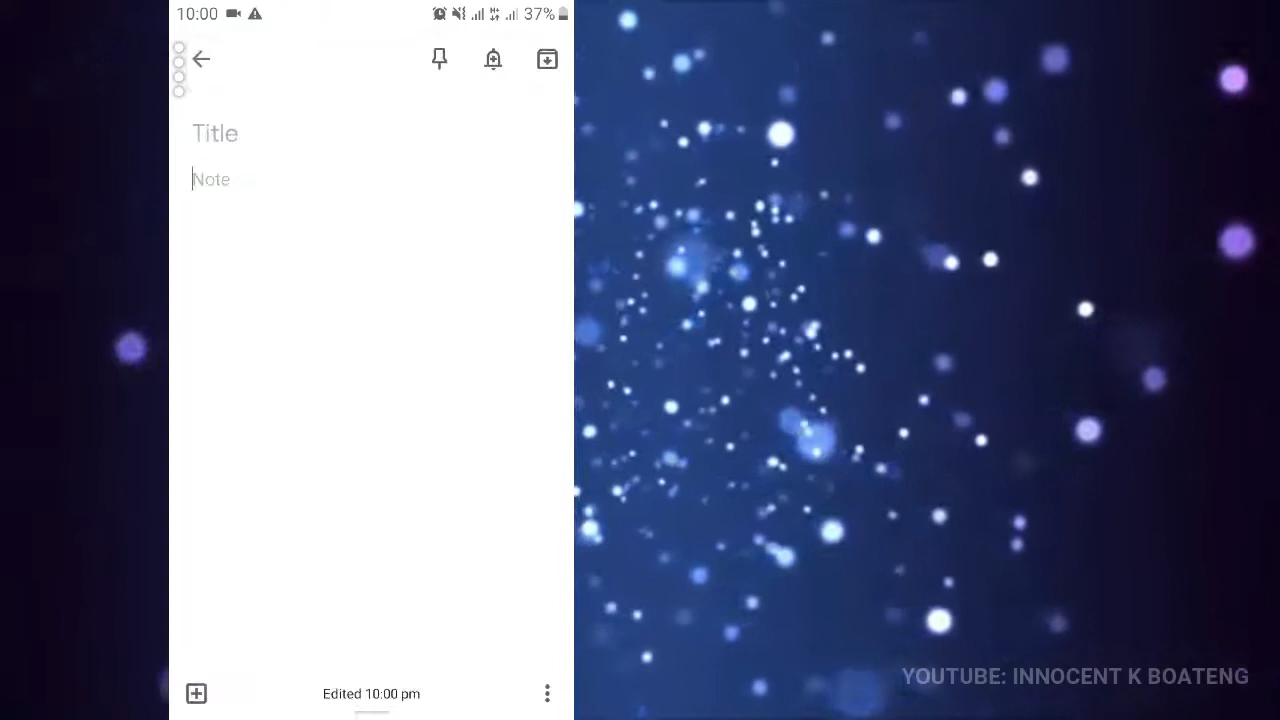 10:00
37%
Title
Note
Edited 10:00 pm
YOUTUBE: INNOCENT K BOATENG